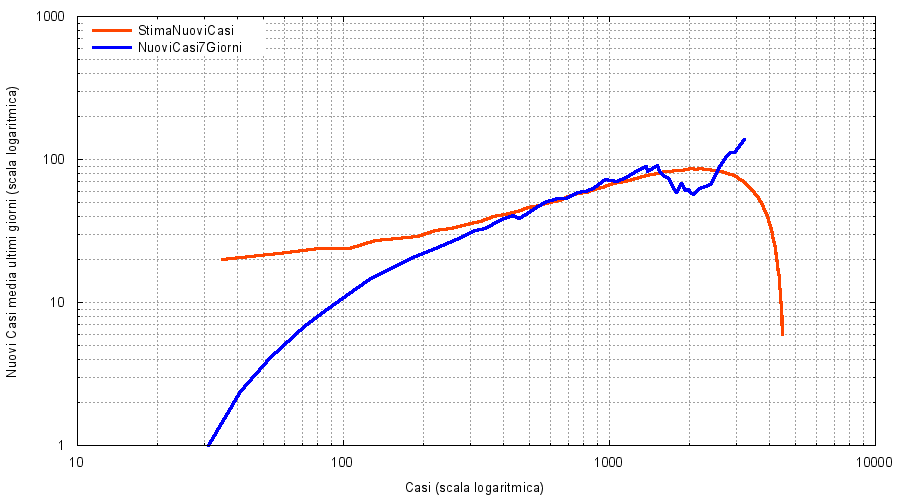 1000
StimaNuoviCasi
NuoviCasi7Giorni
100
10
1
Nuovi Casi media ultimi giorni (scala logaritmica)
10 100 1000 10000
Casi (scala logaritmica)